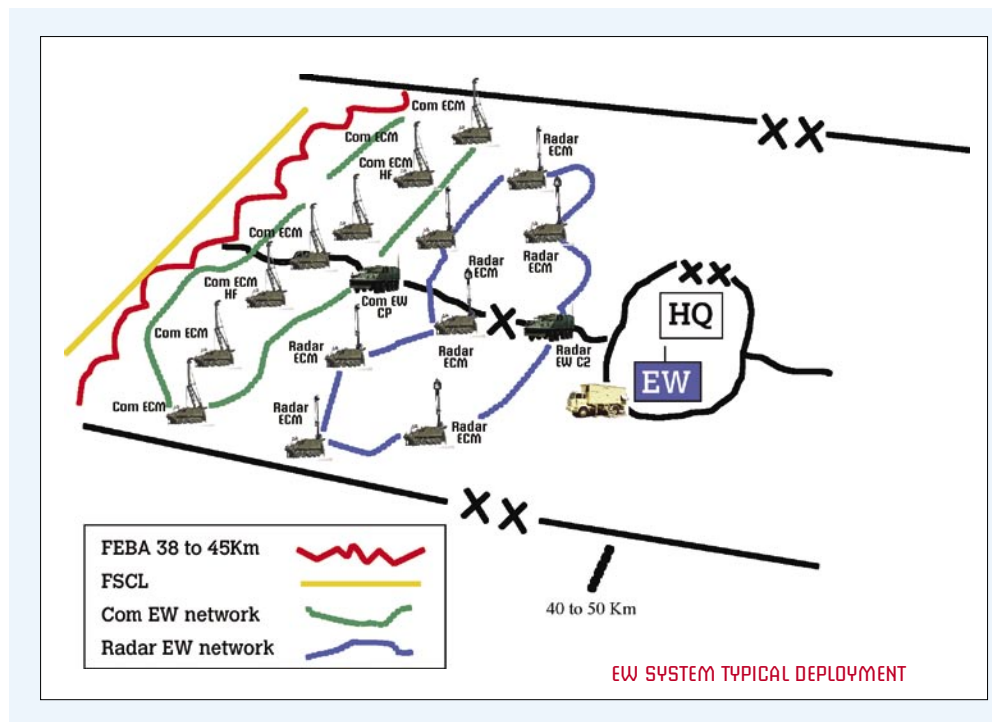 Com ECM
Com ECM
Com ECM
HF
Radar
ECM
Com ECM
Radar
ECM
Radar
ECM
Com ECM
HF
Com EW
CP
HQ
Com ECM
Radar
ECM
Radar
ECM
Radar
EW C2
EW
Com ECM
Radar
ECM
Radar
ECM
XX
X
XX
XX
FEBA 38 to 45Km
FSCL
Com EW network
Radar EW network
40 to 50 Km
EW SYSTEM TYPICAL DEPLOYMENT